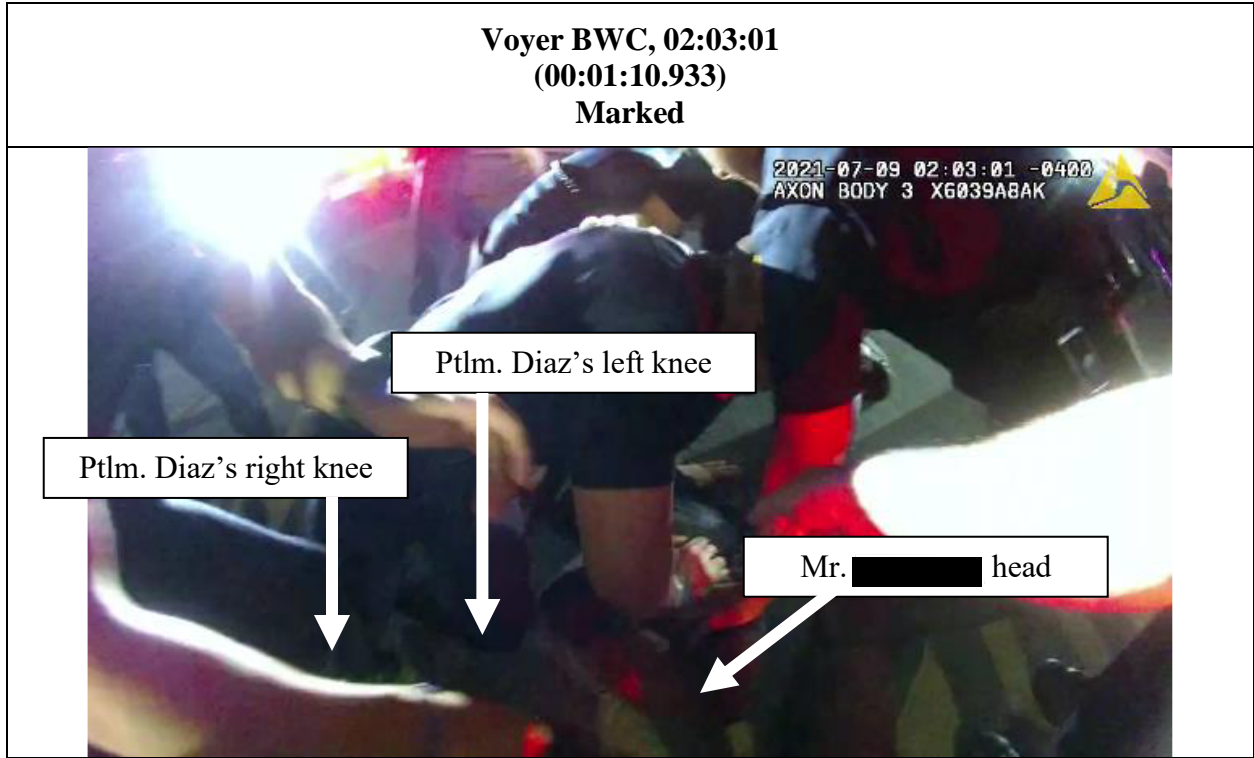 Voyer BWC, 02:03:01
(00:01:10.933)
Marked
2021-07-09 02:03:01 -0400
AXON BODY 3 X6039A8AK
Ptlm. Diaz’s left knee
Ptlm. Diaz’s right knee
Mr. head